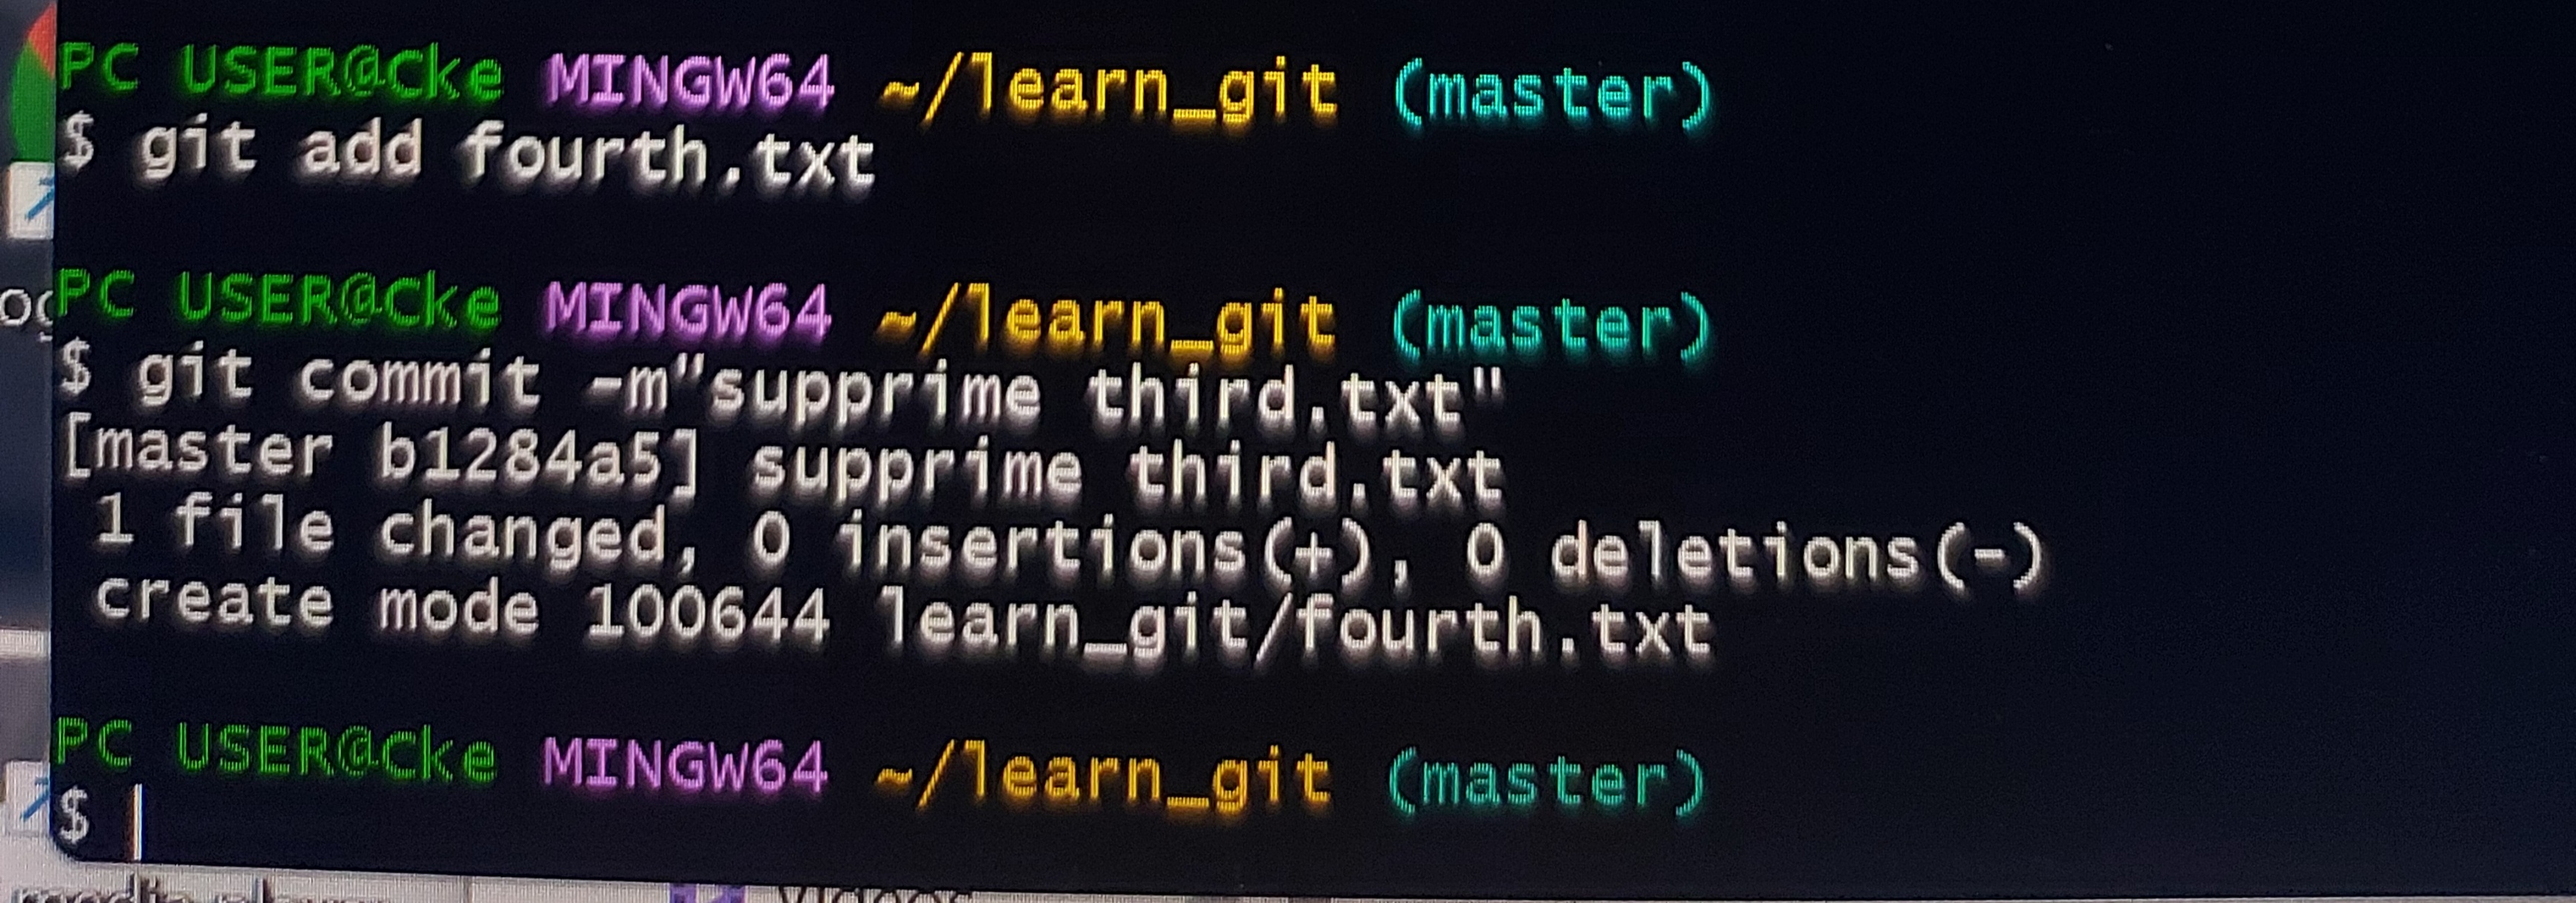 PC USER@Cke MINGW64 ~/learn_git (master)
$ git add fourth.txt
PC USER@Cke MINGW64 ~/learn_git (master)
$ git commit -m"supprime third.txt"
[master b1284a5] supprime third.txt
 1 file changed, 0 insertions(+), 0 deletions(-)
 create mode 100644 learn_git/fourth.txt
PC USER@Cke MINGW64 ~/learn_git (master)
$